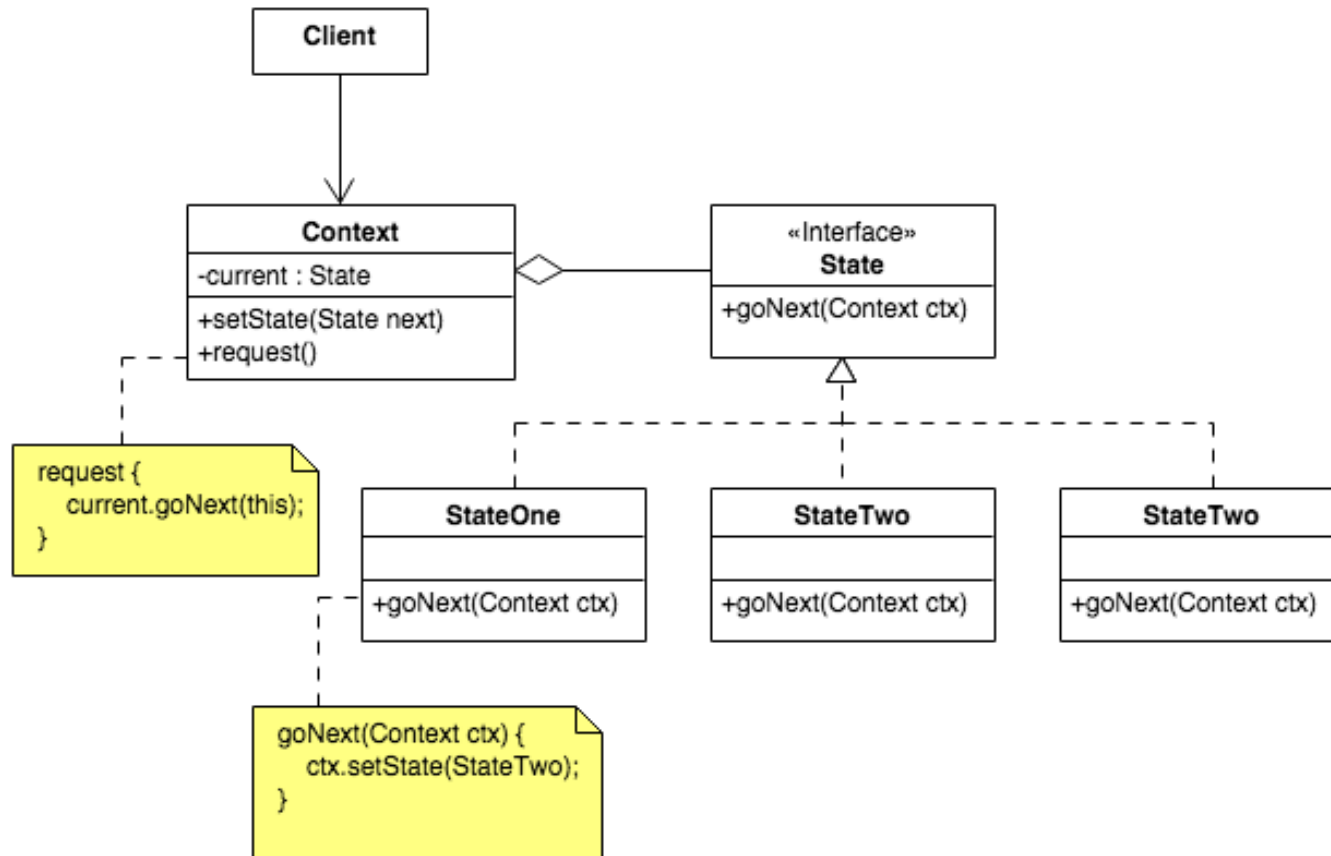 Client
Context
-current : State
+setState(State next)
+request()
«Interface»
State
+goNext(Context ctx)
request {
current.goNext(this);
}
StateOne
+goNext(Context ctx)
StateTwo
+goNext(Context ctx)
StateTwo
+goNext(Context ctx)
goNext(Context ctx) {
ctx.setState(StateTwo);
}